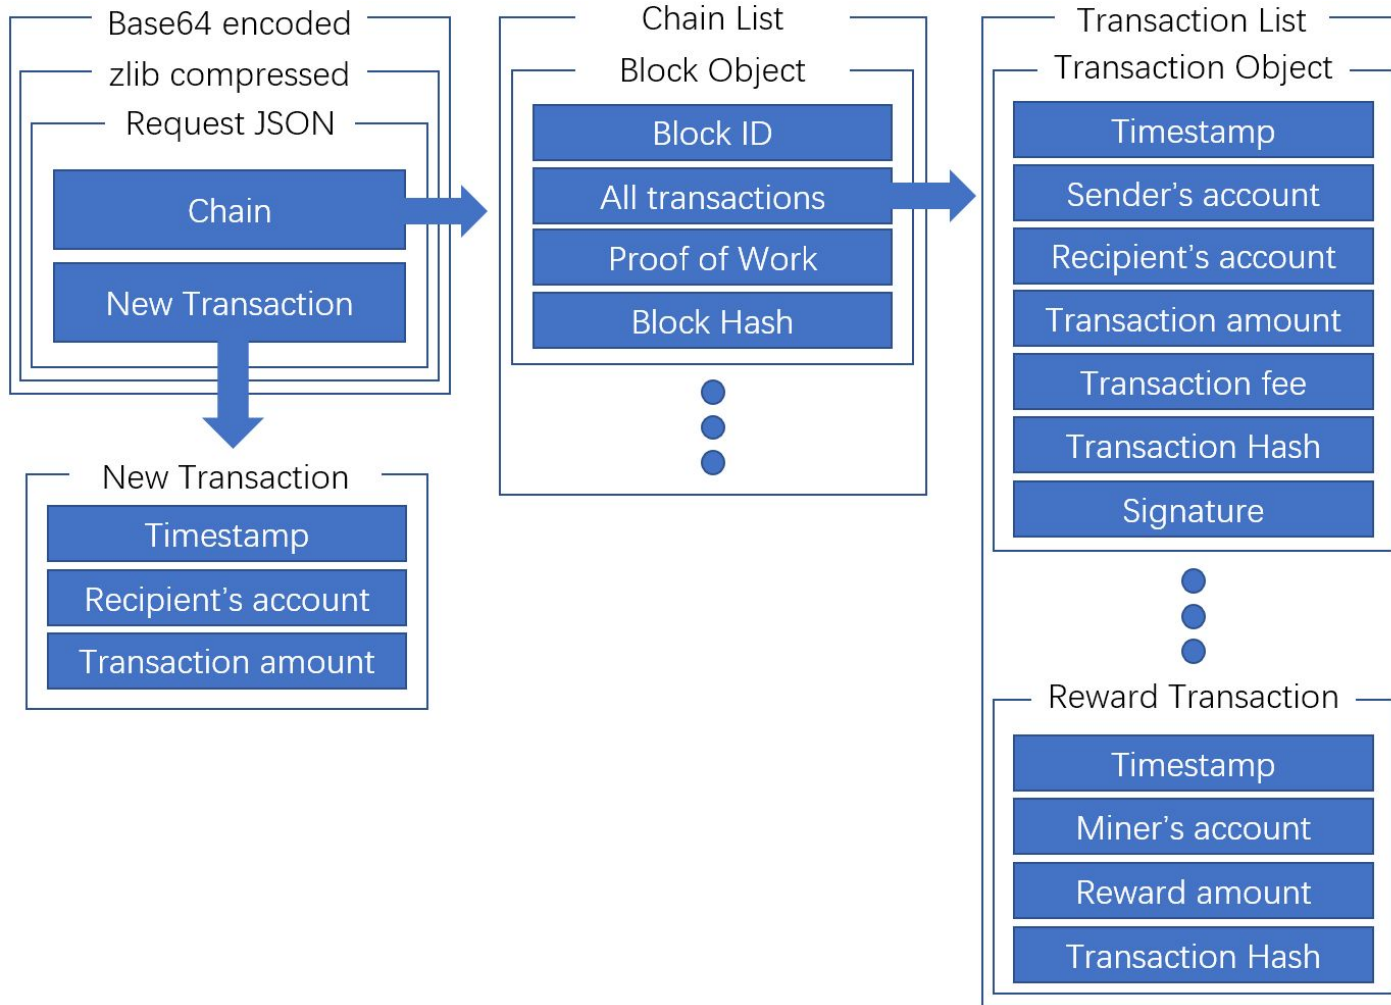 Base64 encoded
zlib compressed
Request JSON
Chain
New Transaction
New Transaction
Timestamp
Recipient’s account
Transaction amount
Chain List
Block Object
Block ID
All transactions
Proof of Work
Block Hash
Transaction List
Transaction Object
Timestamp
Sender’s account
Recipient’s account
Transaction amount
Transaction fee
Transaction Hash
Signature
Reward Transaction
Timestamp
Miner’s account
Reward amount
Transaction Hash